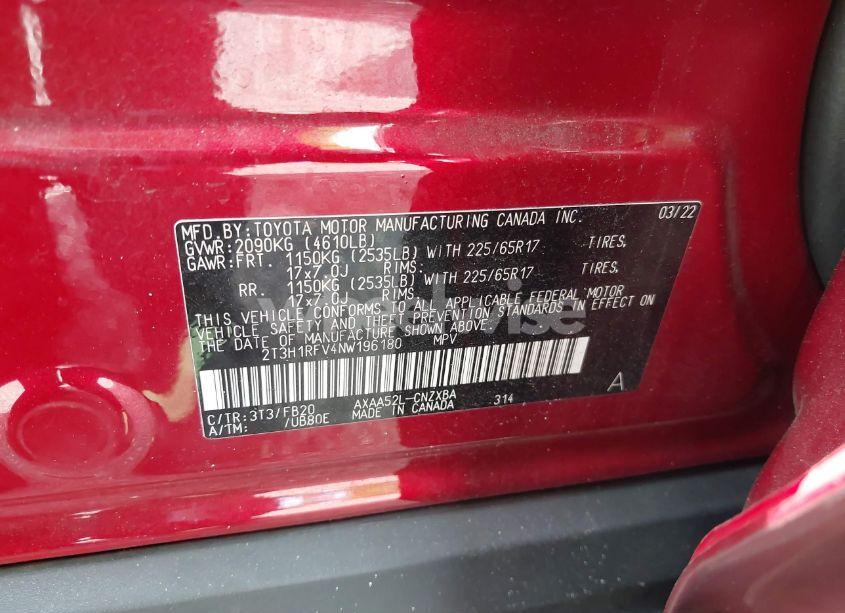 MFD.BY:TOYOTA MOTOR MANUFACTURING CANADA INC. 03/22
GVWR:2090KG (4610LB)
GAWR:FRT. 1150KG (2535LB) WITH 225/65R17 TIRES,
17x7.0J RIMS:
RR. 1150KG (2535LB) WITH 225/65R17 TIRES,
17x7.0J RIMS.
THIS VEHICLE CONFORMS TO ALL APPLICABLE FEDERAL MOTOR
VEHICLE SAFETY AND THEFT PREVENTION STANDARDS IN EFFECT ON
THE DATE OF MANUFACTURE SHOWN ABOVE.
2T3H1RFV4NW196180 MPV
C/TR:3T3/FB20 AXAA52L-CNZXBA 314 A
A/TM: /UB80E MADE IN CANADA